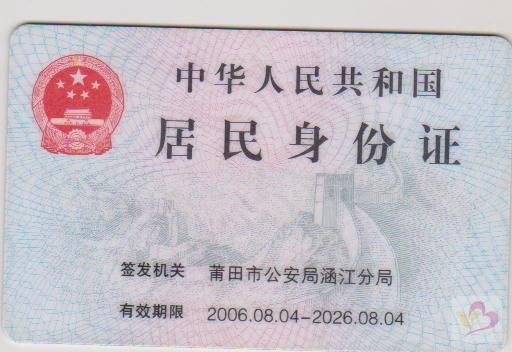 中华人民共和国
居民身份证
签发机关 莆田市公安局涵江分局
有效期限 2006.08.04-2026.08.04